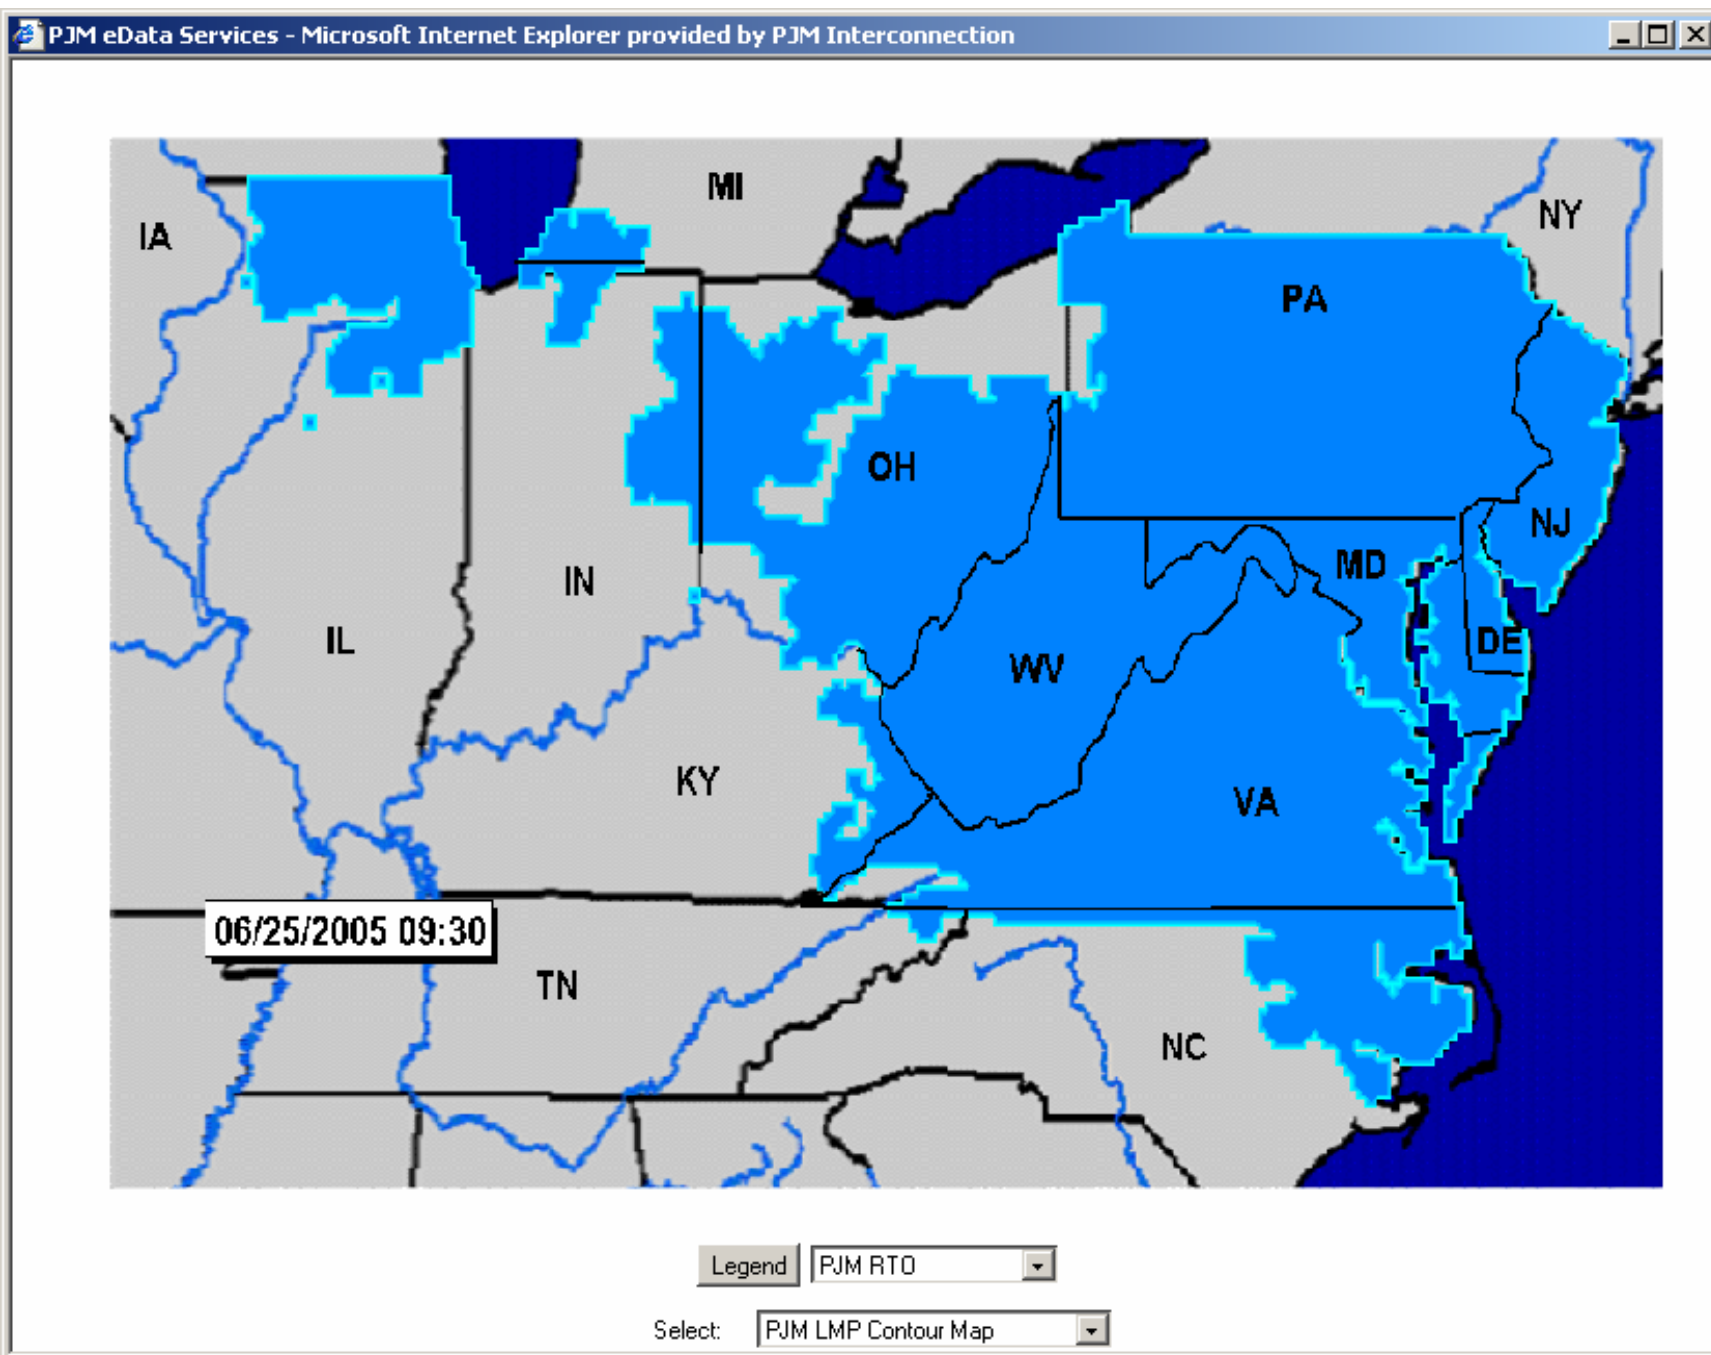 PJM eData Services - Microsoft Internet Explorer provided by PJM Interconnection
MI
NY
IA
PA
OH
NJ
MD
IN
IL
DE
WV
KY
VA
06/25/2005 09:30
TN
NC
Legend PJM RTO
Select: PJM LMP Contour Map